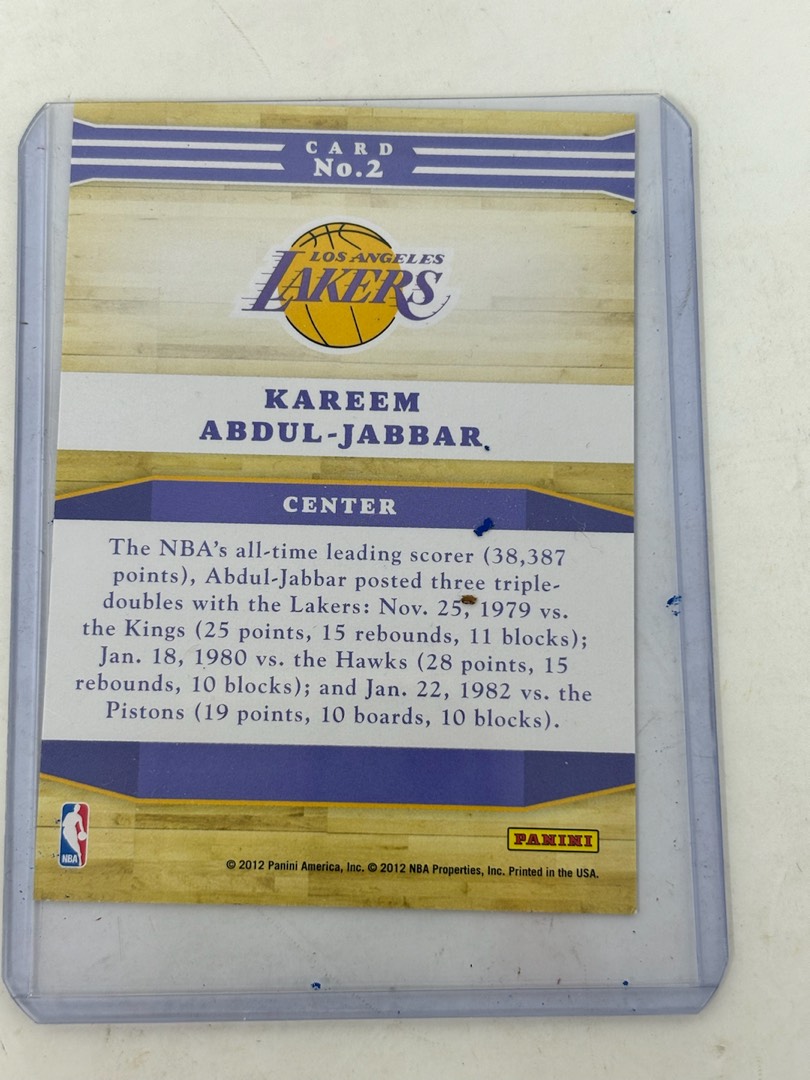 CARD
No.2
LOS ANGELES
LAKERS
KAREEM
ABDUL-JABBAR
CENTER
The NBA's all-time leading scorer (38,387
points), Abdul-Jabbar posted three triple-
doubles with the Lakers: Nov. 25, 1979 vs.
the Kings (25 points, 15 rebounds, 11 blocks);
Jan. 18, 1980 vs. the Hawks (28 points, 15
rebounds, 10 blocks); and Jan. 22, 1982 vs. the
Pistons (19 points, 10 boards, 10 blocks).
NBA
PANINI
© 2012 Panini America, Inc. © 2012 NBA Properties, Inc. Printed in the USA.